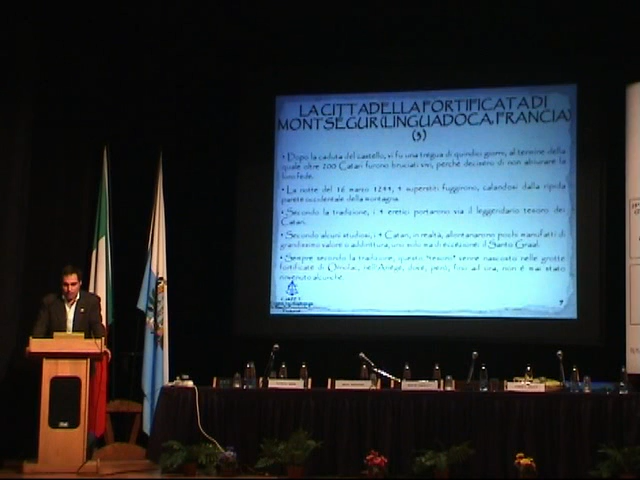 LA CITTADELLA FORTIFICATA DI
MONTSÉGUR (LINGUADOCA, FRANCIA)
(3)
• Dopo la caduta del castello, vi fu una tregua di quindici giorni, al termine della
quale oltre 200 Catari furono bruciati vivi, perché decisero di non abiurare la
loro fede.
• La notte del 16 marzo 1244, 4 superstiti fuggirono, calandosi dalla ripida
parete occidentale della montagna.
• Secondo la tradizione, i 4 eretici portarono via il leggendario tesoro dei
Catari.
• Secondo alcuni studiosi, i 4 Catari, in realtà, allontanarono pochi manufatti di
grandissimo valore o addirittura, uno solo ma di eccezione: il Santo Graal.
• Sempre secondo la tradizione, questo "tesoro" venne nascosto nelle grotte
fortificate di Ornolac, nell'Ariège, dove, però, fino ad ora, non è mai stato
rinvenuto alcunché.
7